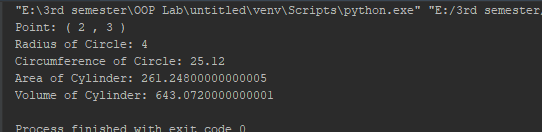 "E:\3rd semester\OOP Lab\untitled\venv\Scripts\python.exe" "E:/3rd semester
Point: ( 2 , 3 )
Radius of Circle: 4
Circumference of Circle: 25.12
Area of Cylinder: 261.24800000000005
Volume of Cylinder: 643.0720000000001
Process finished with exit code 0